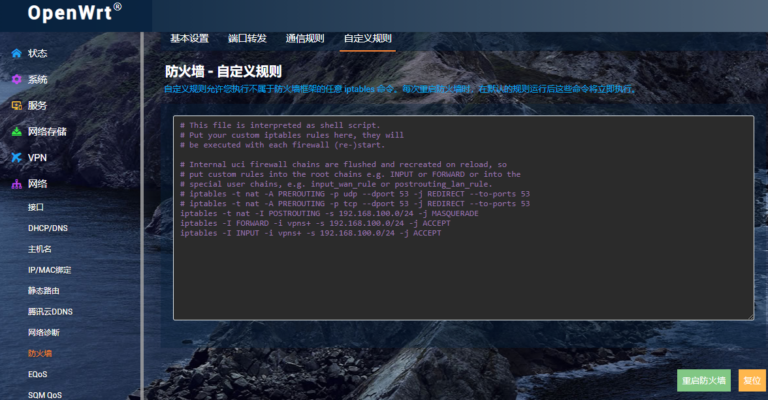 OpenWrt®
基本设置 端口转发 通信规则 自定义规则
状态
系统
服务
网络存储
VPN
网络
接口
DHCP/DNS
主机名
IP/MAC绑定
静态路由
腾讯云DDNS
网络诊断
防火墙
EQoS
SQM QoS
防火墙 - 自定义规则
自定义规则允许您执行不属于防火墙框架的任意 iptables 命令。每次重启防火墙时，在默认的规则运行后这些命令将立即执行。
# This file is interpreted as shell script.
# Put your custom iptables rules here, they will
# be executed with each firewall (re-)start.
# Internal uci firewall chains are flushed and recreated on reload, so
# put custom rules into the root chains e.g. INPUT or FORWARD or into the
# special user chains, e.g. input_wan_rule or postrouting_lan_rule.
# iptables -t nat -A PREROUTING -p udp --dport 53 -j REDIRECT --to-ports 53
# iptables -t nat -A PREROUTING -p tcp --dport 53 -j REDIRECT --to-ports 53
iptables -t nat -I POSTROUTING -s 192.168.100.0/24 -j MASQUERADE
iptables -I FORWARD -i vpns+ -s 192.168.100.0/24 -j ACCEPT
iptables -I INPUT -i vpns+ -s 192.168.100.0/24 -j ACCEPT
重启防火墙 复位